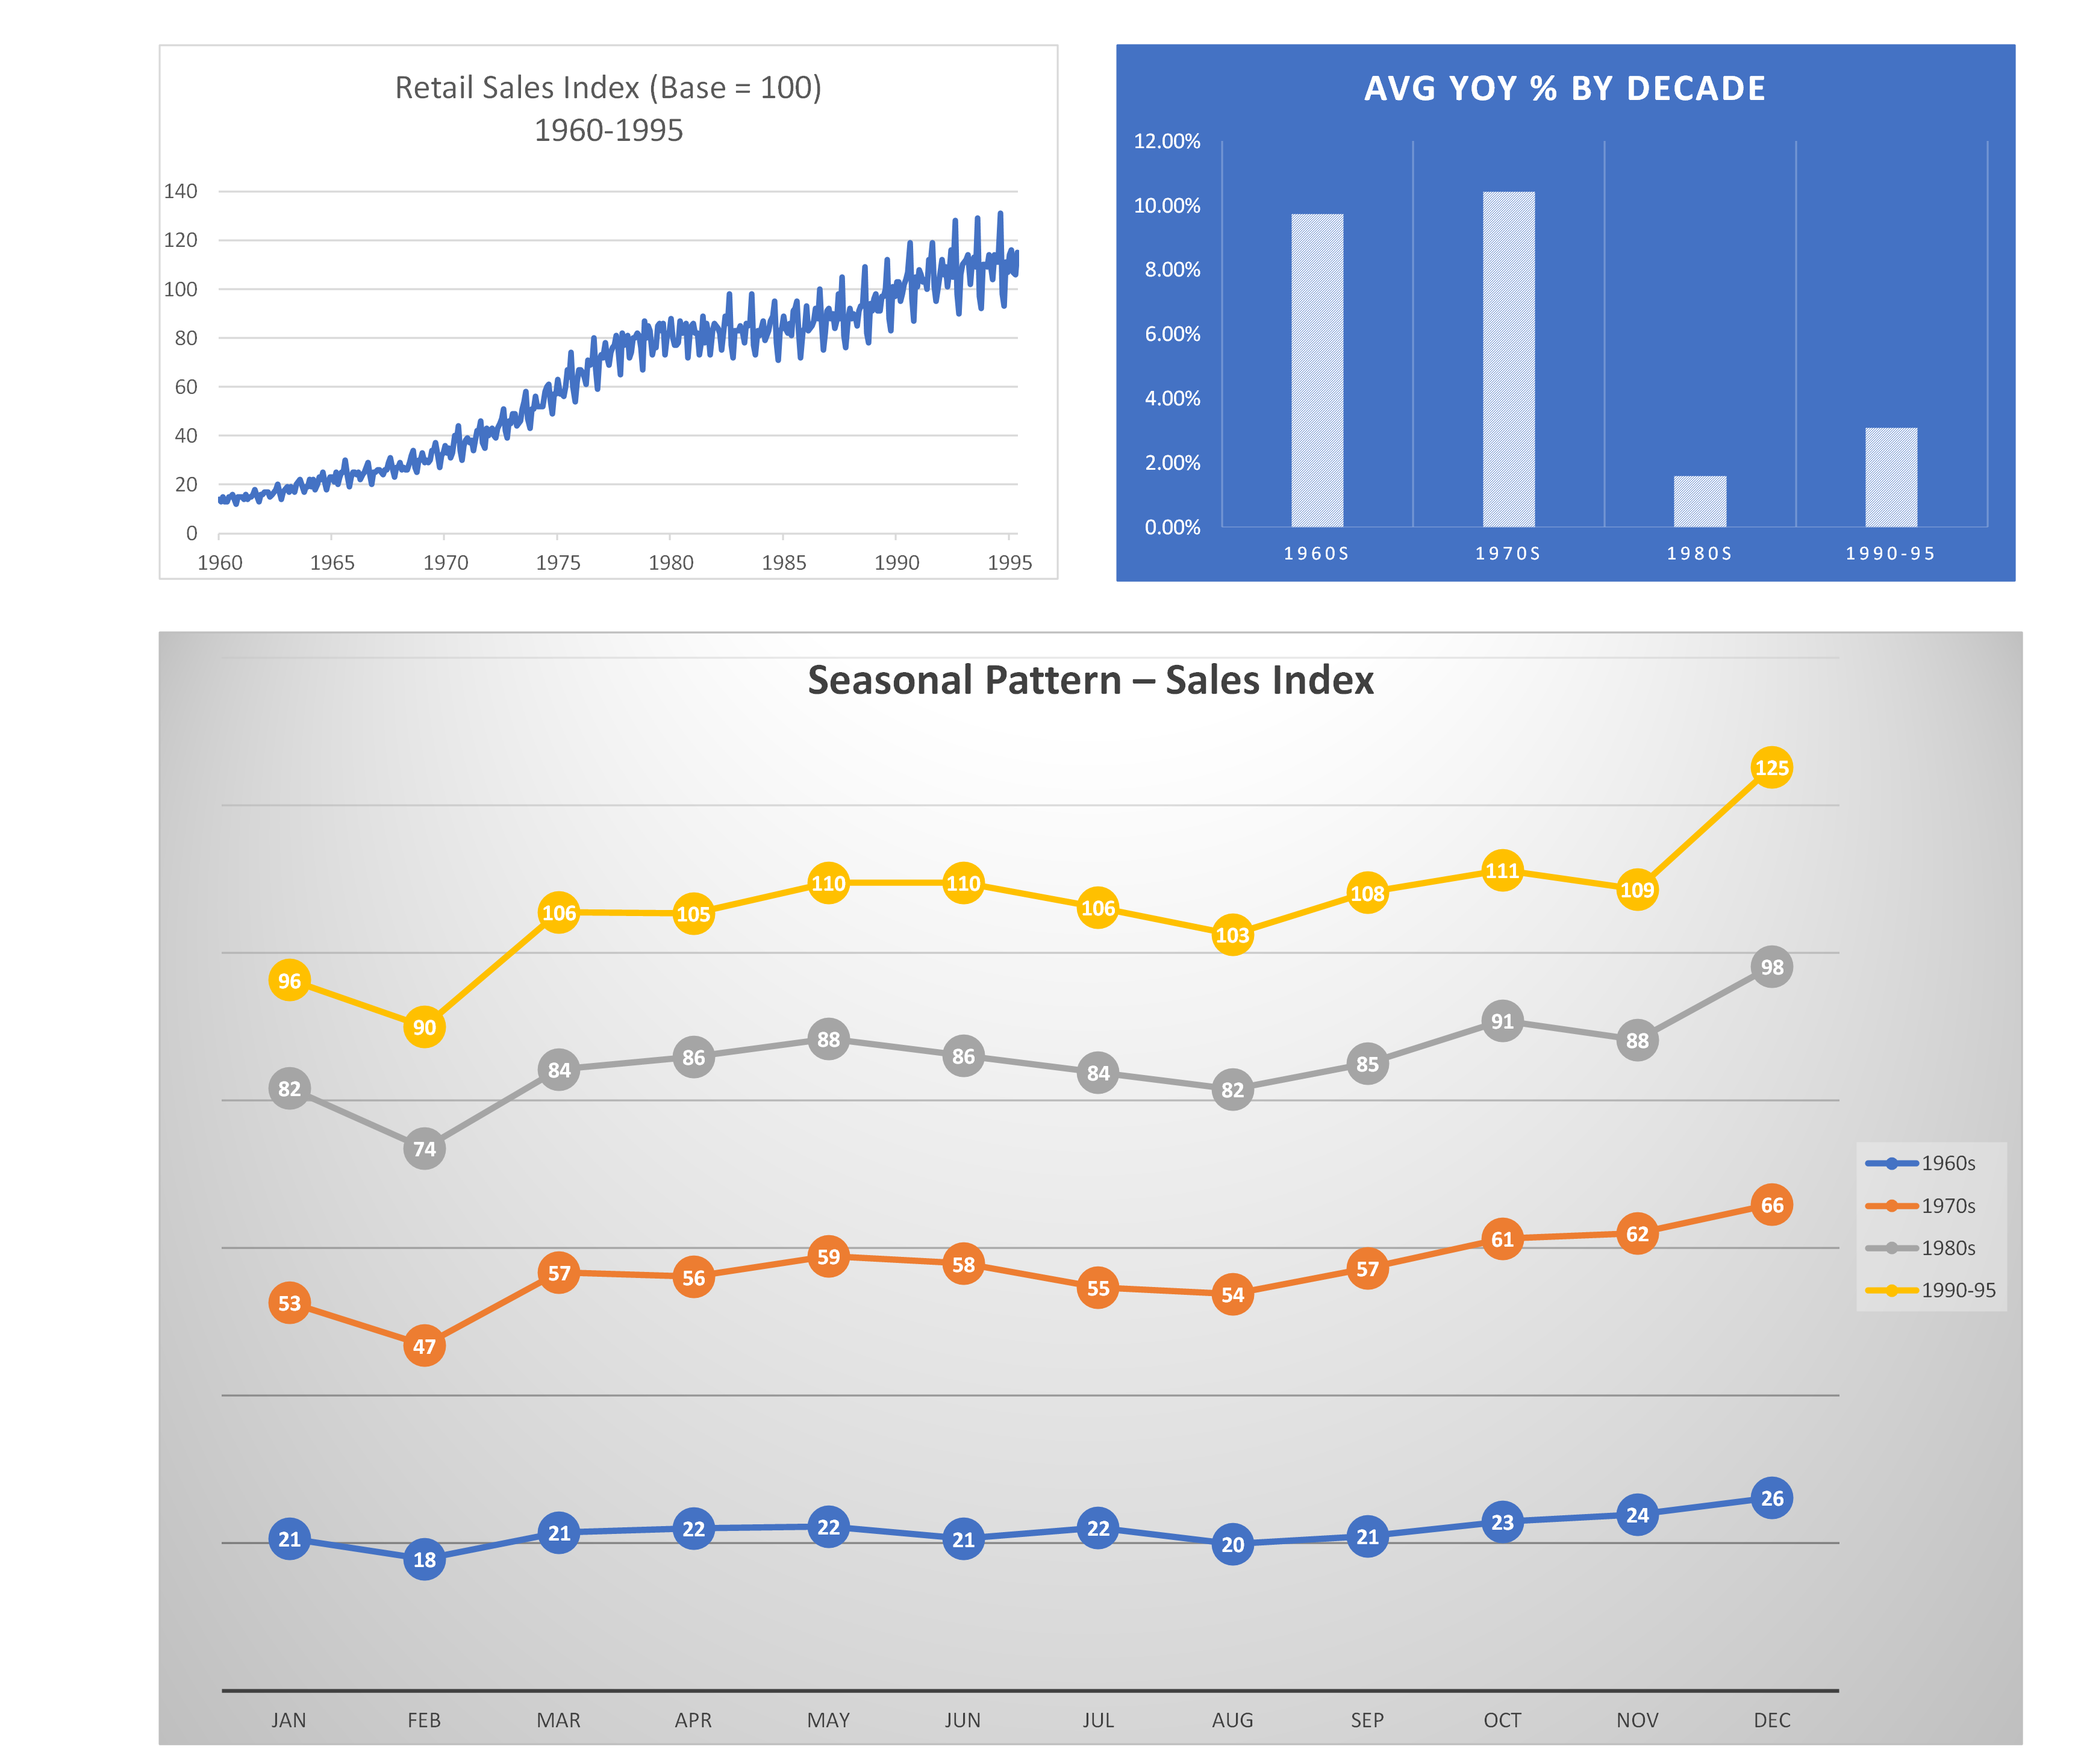 Retail Sales Index (Base = 100)
1960-1995
140
120
100
80
60
40
20
0
1960 1965 1970 1975 1980 1985 1990 1995
AVG YOY % BY DECADE
12.00%
10.00%
8.00%
6.00%
4.00%
2.00%
0.00%
1960S 1970S 1980S 1990-95
Seasonal Pattern – Sales Index
96 90 106 105 110 110 106 103 108 111 109 125
82 74 84 86 88 86 84 82 85 91 88 98
53 47 57 56 59 58 55 54 57 61 62 66
21 18 21 22 22 21 22 20 21 23 24 26
JAN FEB MAR APR MAY JUN JUL AUG SEP OCT NOV DEC
1960s
1970s
1980s
1990-95